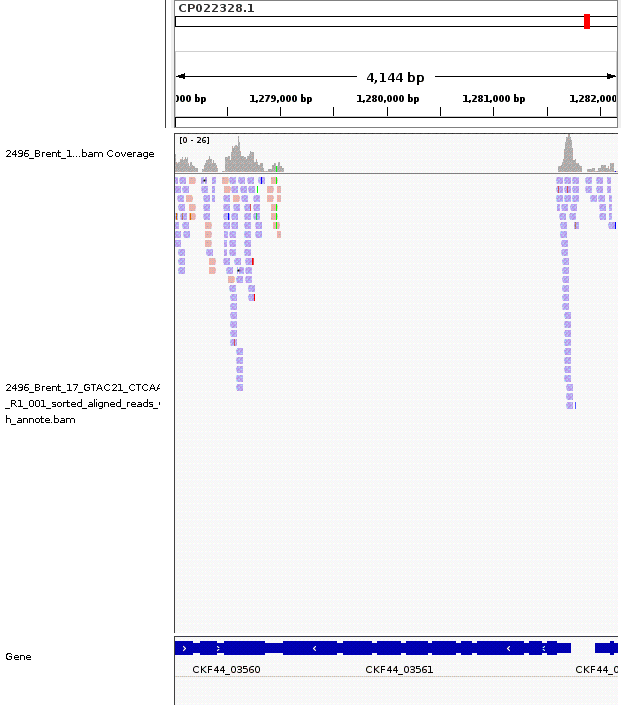 CP022328.1
4,144 bp
000 bp
1,279,000 bp
1,280,000 bp
1,281,000 bp
1,282,000
[0 - 26]
2496_Brent_1...bam Coverage
2496_Brent_17_GTAC21_CTCAA
_R1_001_sorted_aligned_reads_
h_annote.bam
Gene
CKF44_03560
CKF44_03561
CKF44_0